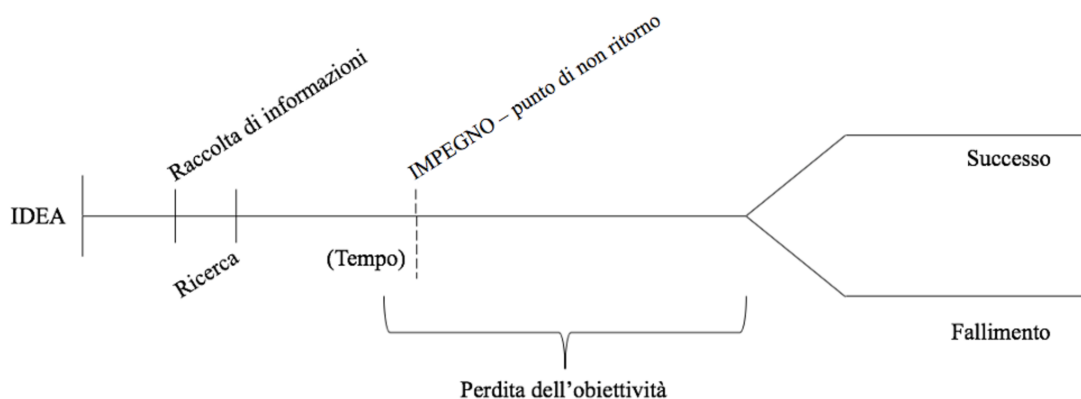 IDEA
Raccolta di informazioni
Ricerca
IMPEGNO – punto di non ritorno
(Tempo)
Perdita dell’obiettività
Successo
Fallimento